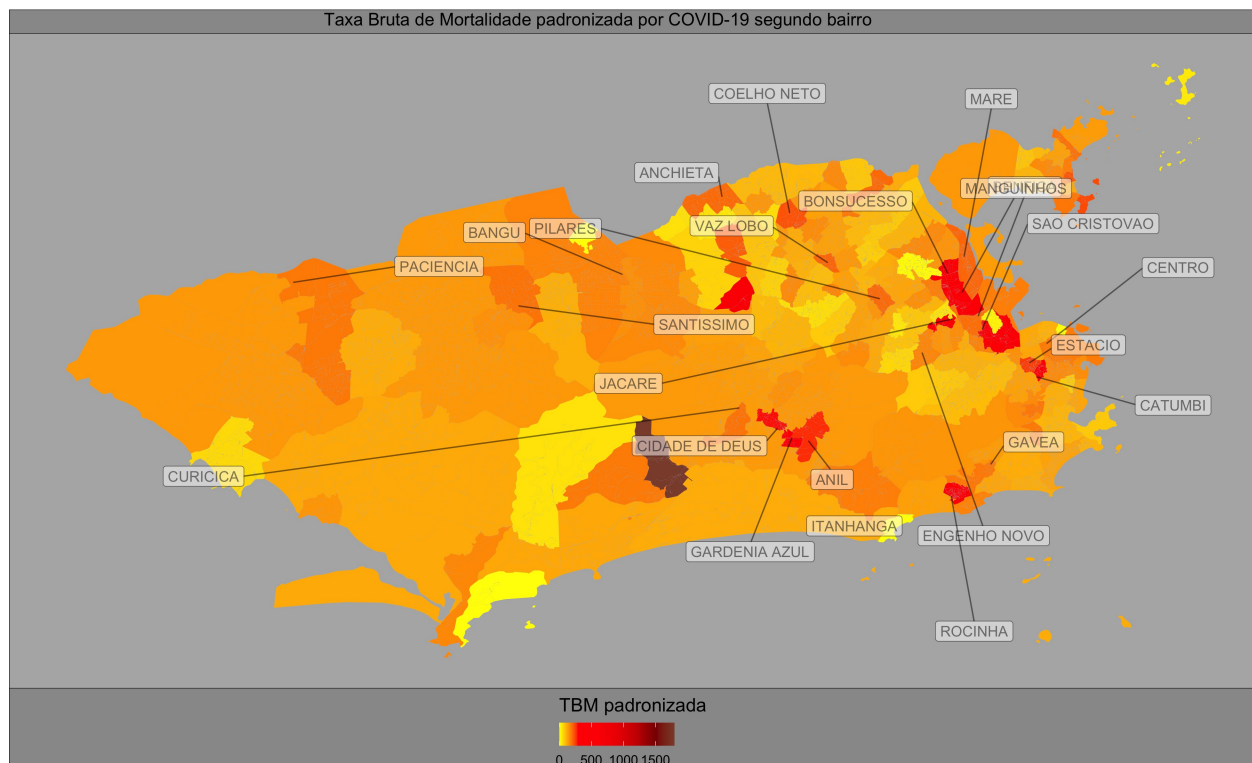 Taxa Bruta de Mortalidade padronizada por COVID-19 segundo bairro
COELHO NETO
MARE
ANCHIETA
MANGUINHOS
BONSUCESSO
SAO CRISTOVAO
PILARES
VAZ LOBO
BANGU
PACIENCIA
CENTRO
SANTISSIMO
ESTACIO
JACARE
CATUMBI
GAVEA
CIDADE DE DEUS
CURICICA
ANIL
ITANHANGA
ENGENHO NOVO
GARDENIA AZUL
ROCINHA
TBM padronizada
0 500 1000 1500